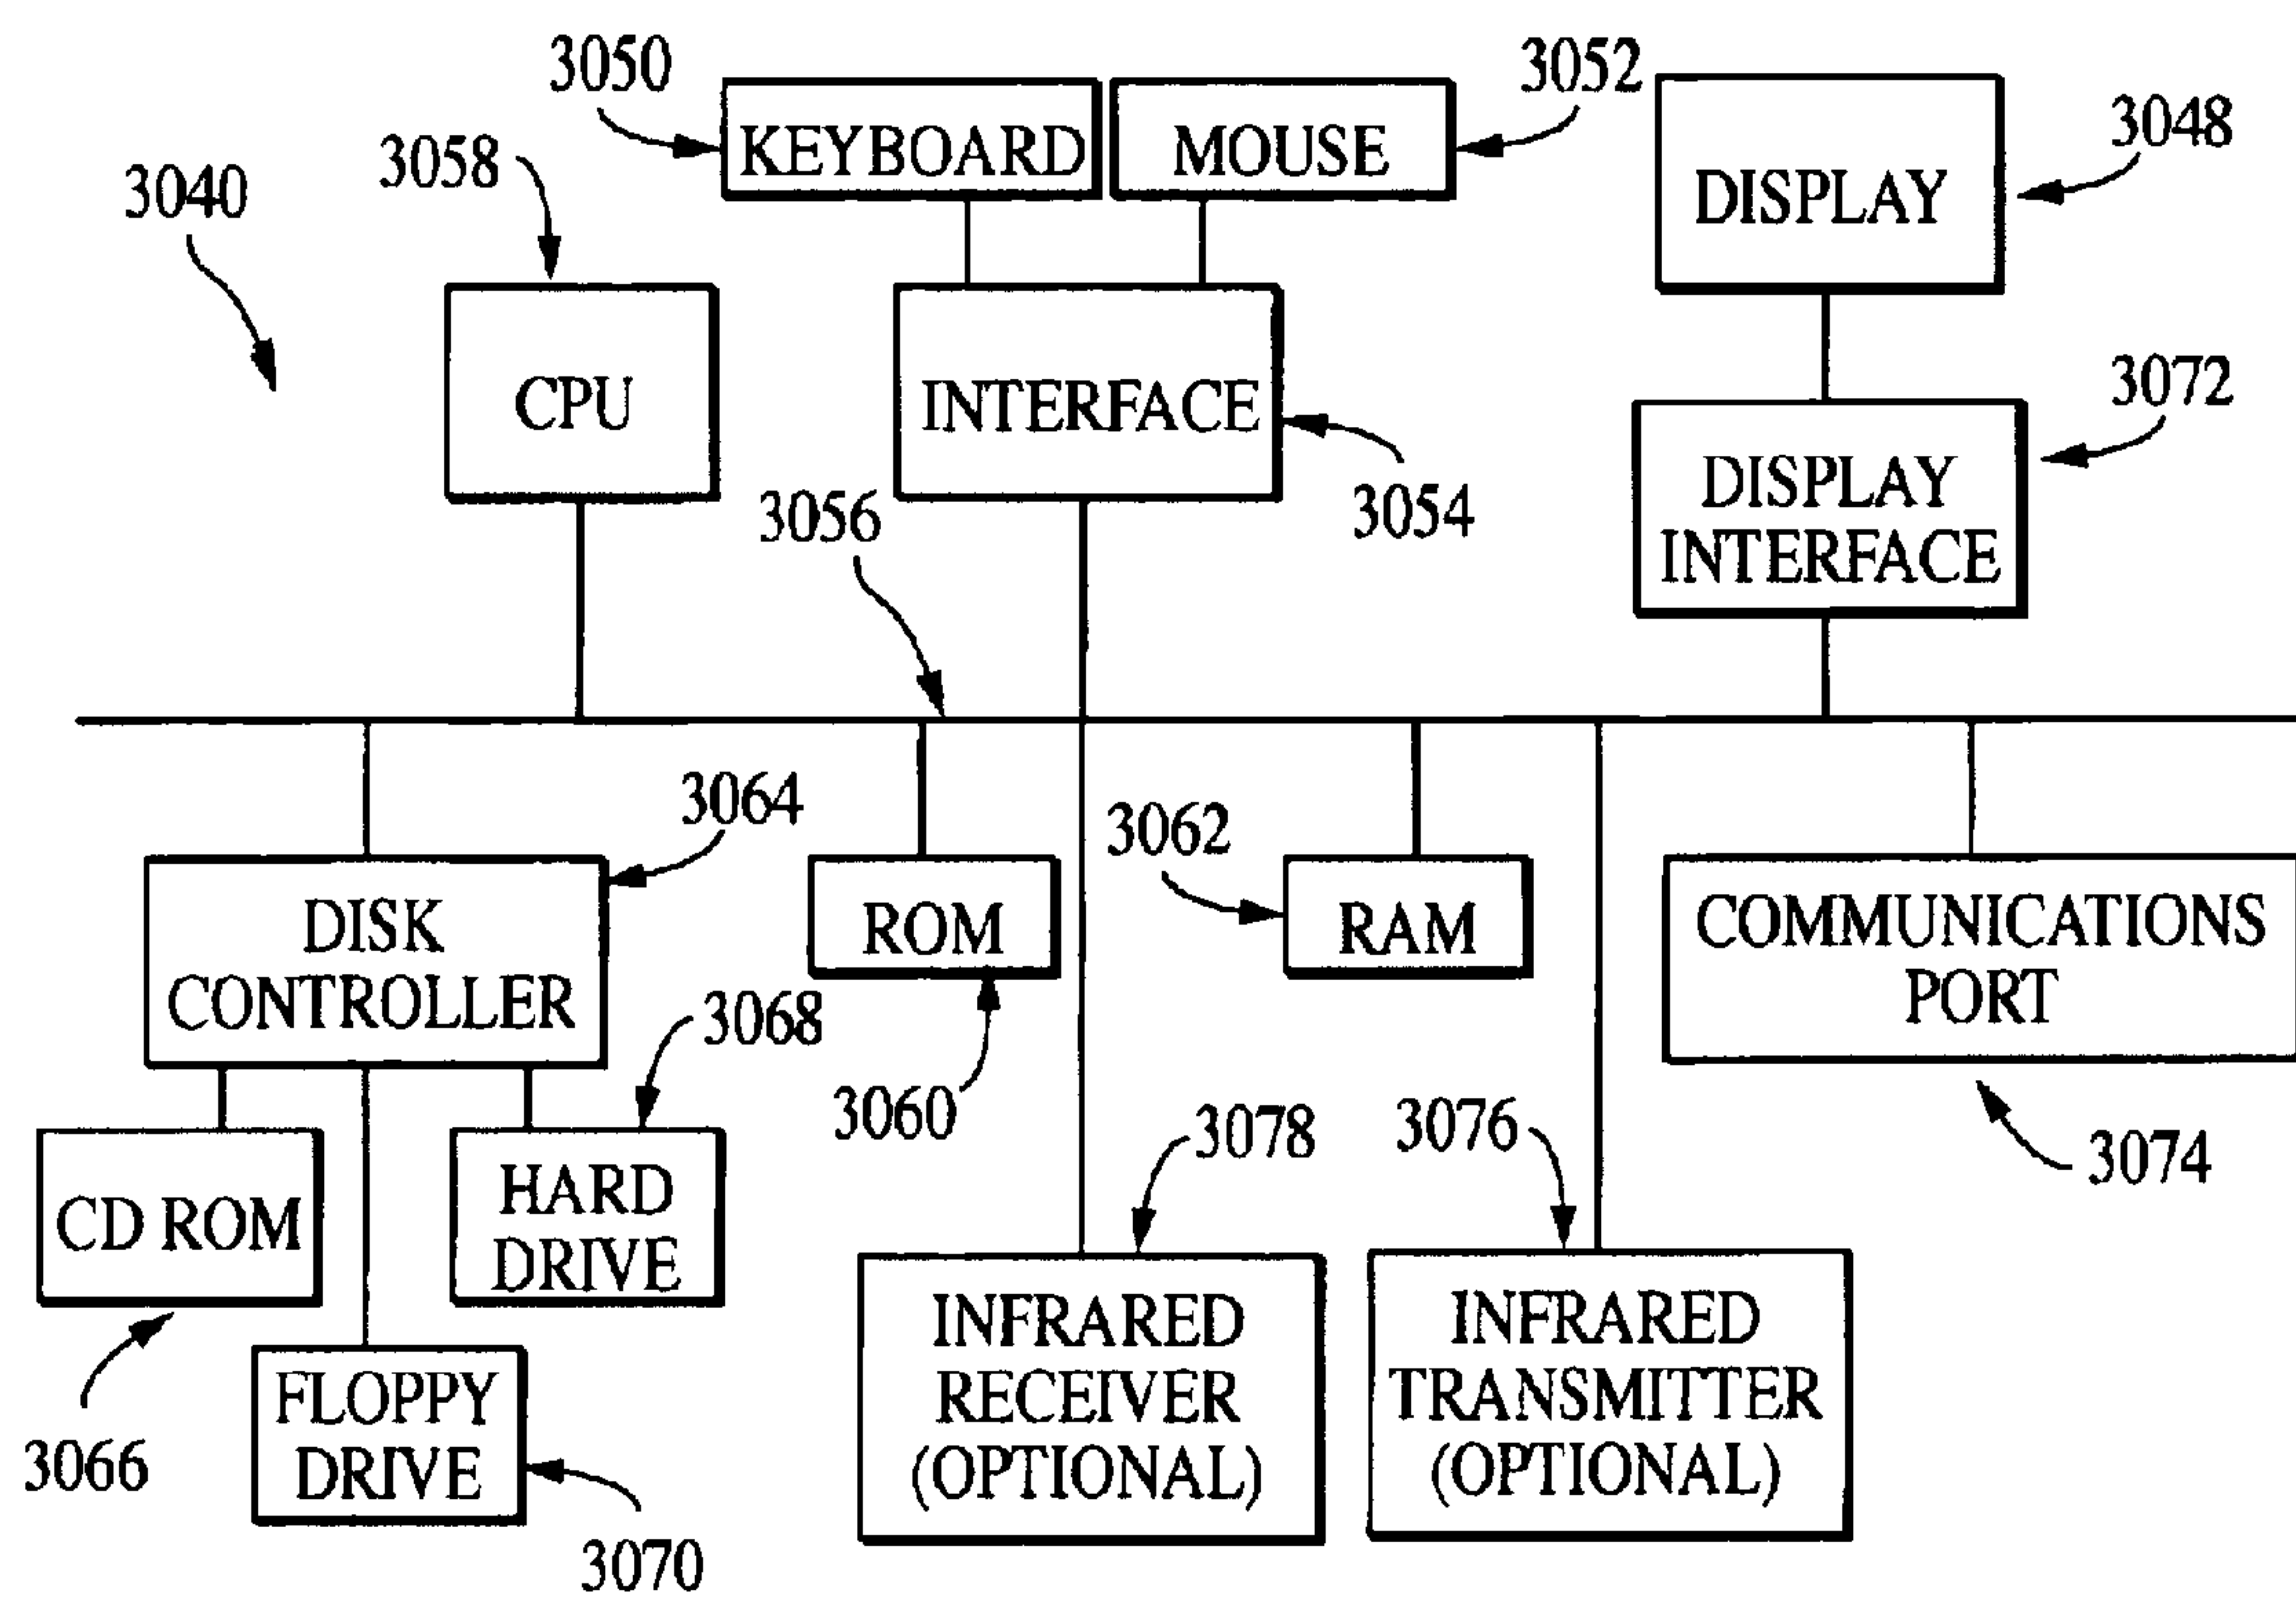 3050
3052
KEYBOARD
MOUSE
3048
3058
3040
DISPLAY
CPU
INTERFACE
3072
3056
3054
DISPLAY
INTERFACE
3064
3062
DISK
CONTROLLER
ROM
RAM
COMMUNICATIONS
PORT
3068
3060
3078
3076
3074
CD ROM
HARD
DRIVE
3066
FLOPPY
DRIVE
INFRARED
RECEIVER
(OPTIONAL)
INFRARED
TRANSMITTER
(OPTIONAL)
3070